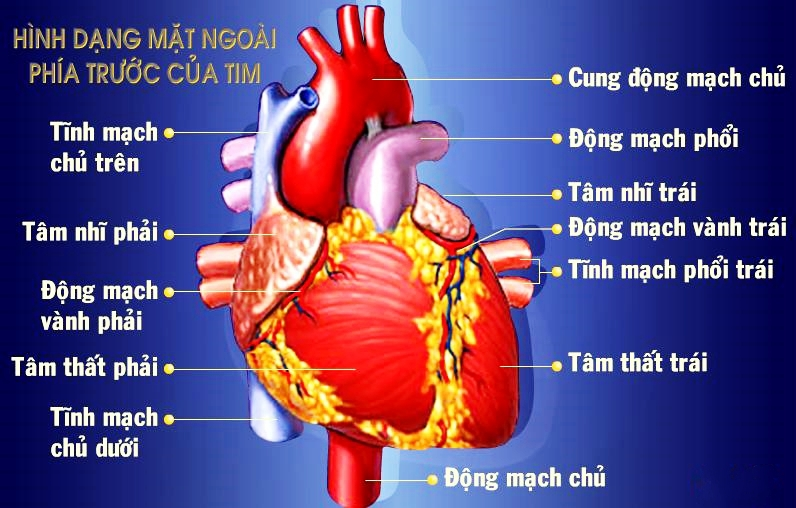 HÌNH DẠNG MẶT NGOÀI
PHÍA TRƯỚC CỦA TIM
Tĩnh mạch
chủ trên
Tâm nhĩ phải
Động mạch
vành phải
Tâm thất phải
Tĩnh mạch
chủ dưới
Cung động mạch chủ
Động mạch phổi
Tâm nhĩ trái
Động mạch vành trái
Tĩnh mạch phổi trái
Tâm thất trái
Động mạch chủ